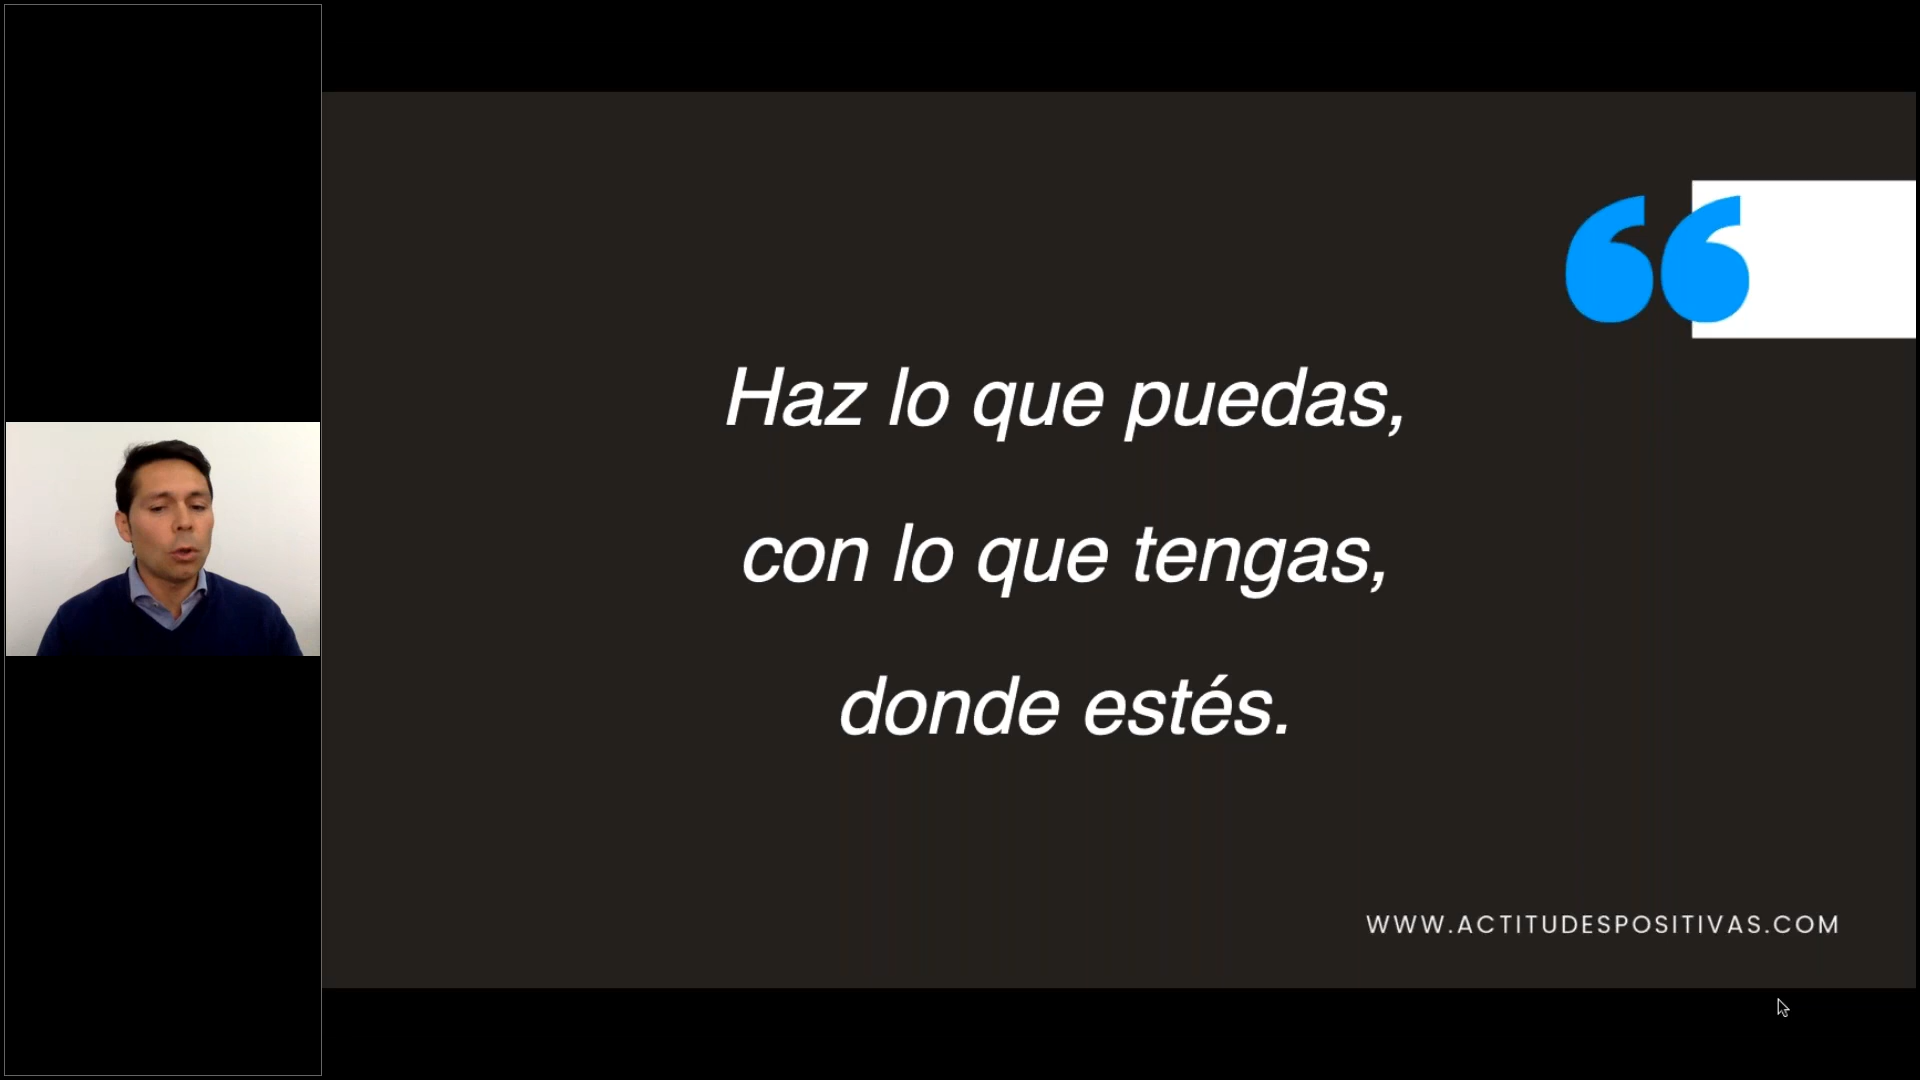 “
Haz lo que puedas,
con lo que tengas,
donde estés.
WWW.ACTITUDESPOSITIVAS.COM